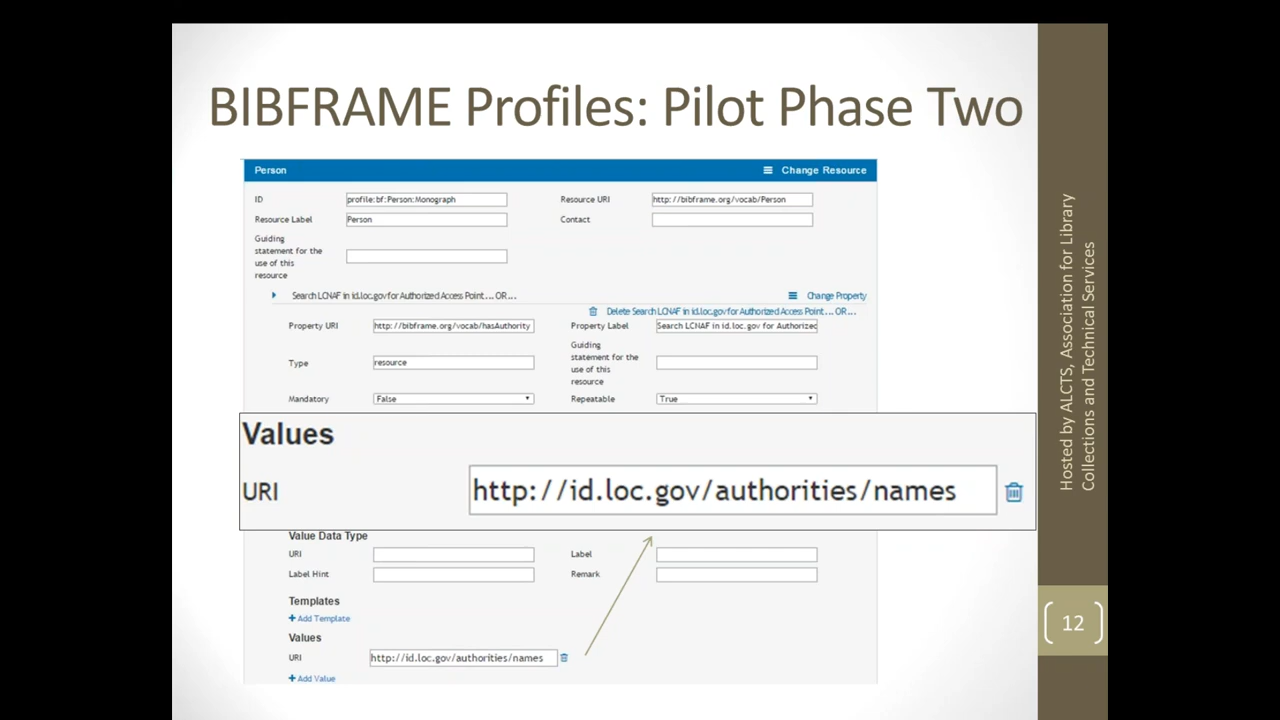 BIBFRAME Profiles: Pilot Phase Two
Person
Change Resource
ID
profile:bf:Person:Monograph
Resource URI
http://bibframe.org/vocab/Person
Resource Label
Person
Contact
Guiding
statement for the
use of this
resource
Search LCNAF in id.loc.gov for Authorized Access Point ... OR ...
Change Property
Delete Search LCNAF in id.loc.gov for Authorized Access Point ... OR ...
Property URI
http://bibframe.org/vocab/hasAuthority
Property Label
Search LCNAF in id.loc.gov for Authorized
Type
resource
Guiding
statement for the
use of this
resource
Mandatory
False
Repeatable
True
Values
URI
http://id.loc.gov/authorities/names
Value Data Type
URI
Label
Label Hint
Remark
Templates
+ Add Template
Values
URI
http://id.loc.gov/authorities/names
+ Add Value
Hosted by ALCTS, Association for Library
Collections and Technical Services
12